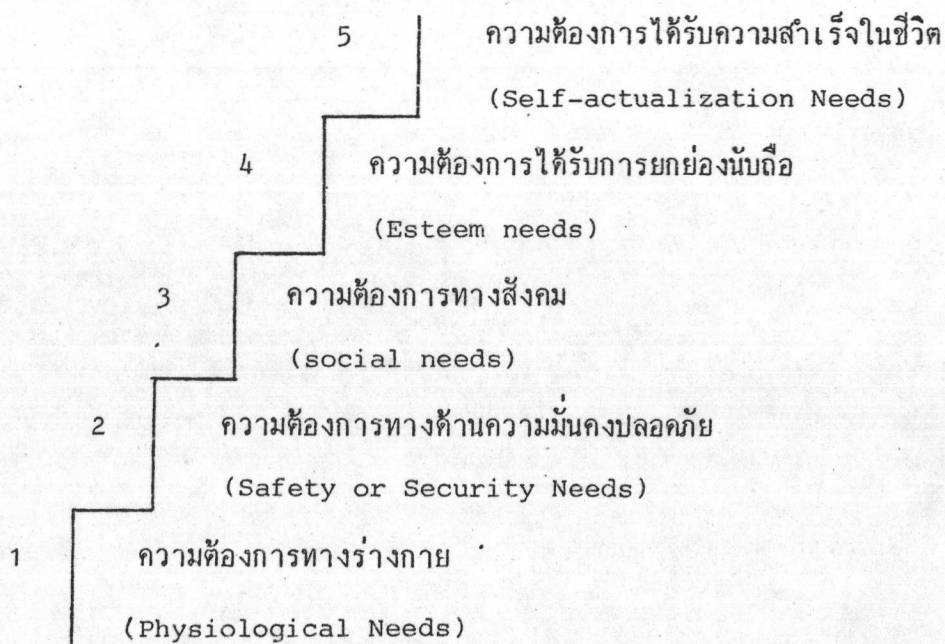 5 ความต้องการได้รับความสำเร็จในชีวิต
(Self-actualization Needs)
4 ความต้องการได้รับการยกย่องนับถือ
(Esteem needs)
3 ความต้องการทางสังคม
(social needs)
2 ความต้องการทางด้านความมั่นคงปลอดภัย
(Safety or Security Needs)
1 ความต้องการทางร่างกาย
(Physiological Needs)